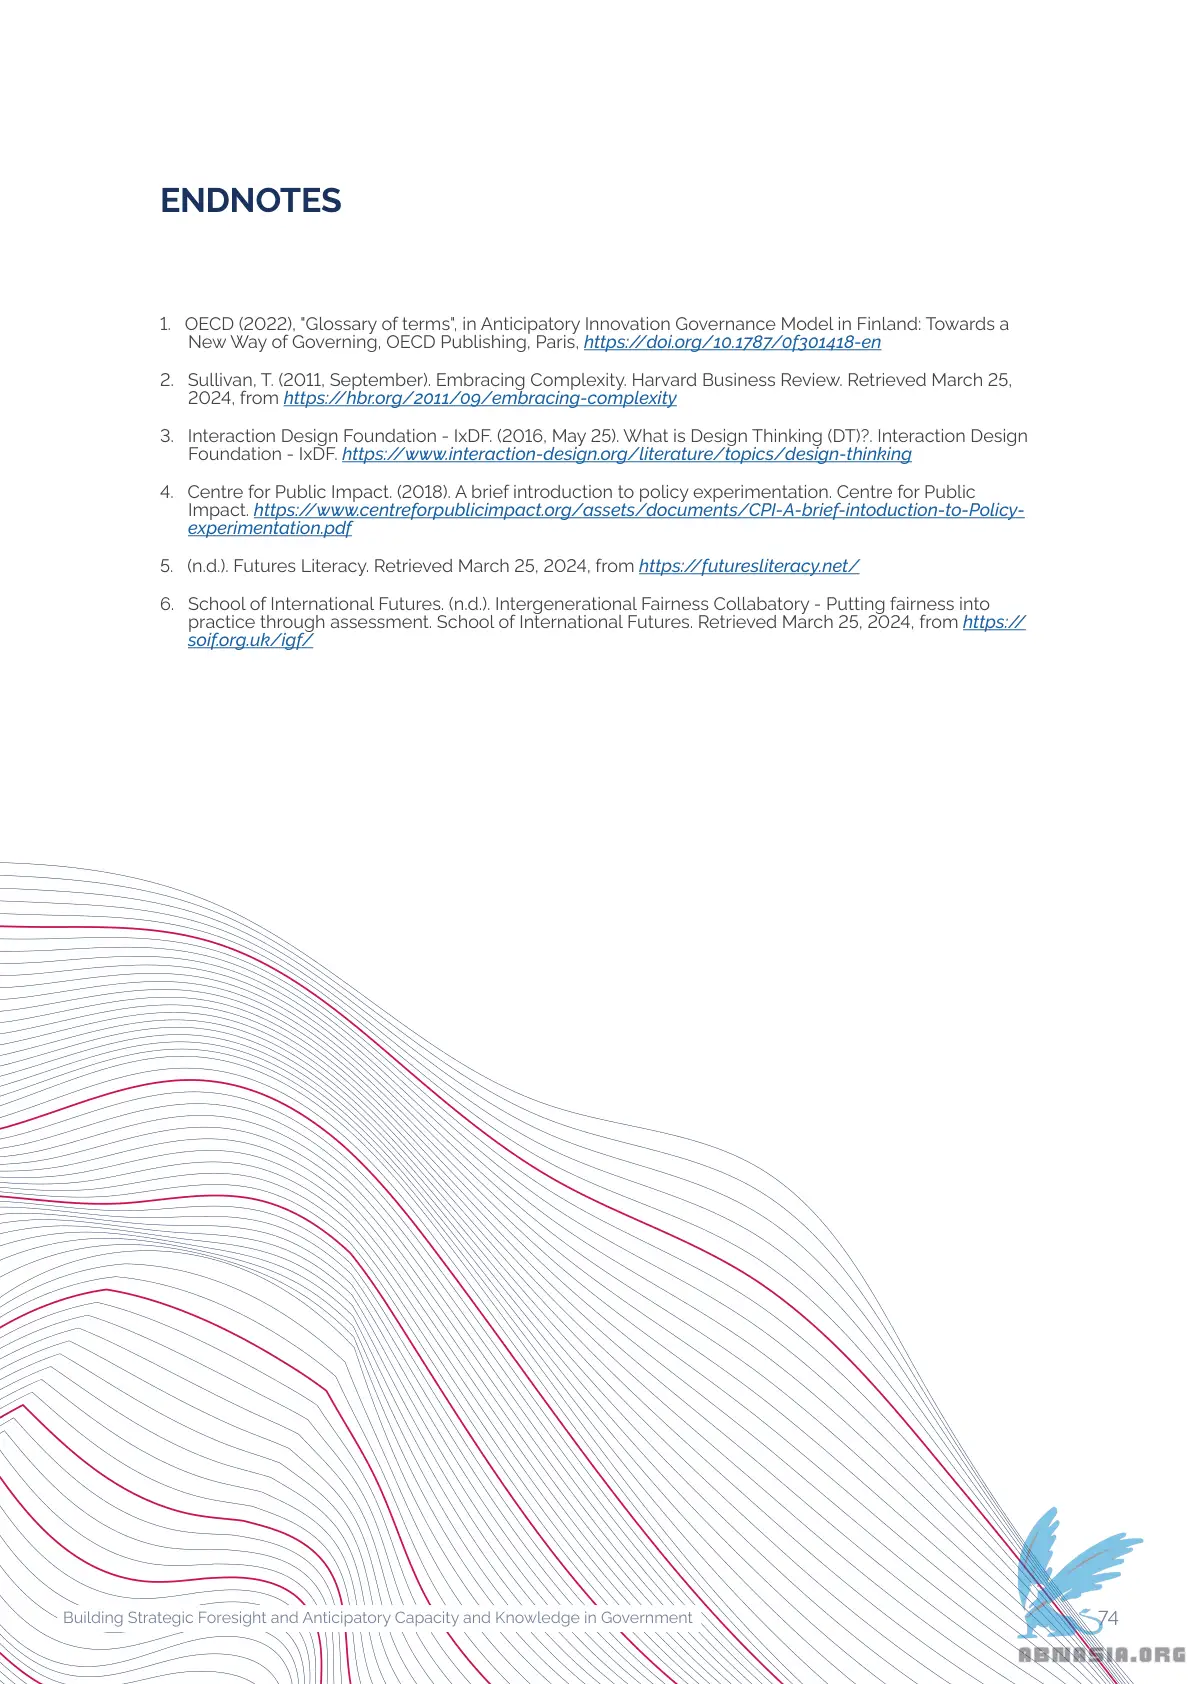 ENDNOTES
1. OECD (2022), "Glossary of terms", in Anticipatory Innovation Governance Model in Finland: Towards a
New Way of Governing, OECD Publishing, Paris, https://doi.org/10.1787/0f301418-en
2. Sullivan, T. (2011, September). Embracing Complexity. Harvard Business Review. Retrieved March 25,
2024, from https://hbr.org/2011/09/embracing-complexity
3. Interaction Design Foundation - IxDF. (2016, May 25). What is Design Thinking (DT)?. Interaction Design
Foundation - IxDF. https://www.interaction-design.org/literature/topics/design-thinking
4. Centre for Public Impact. (2018). A brief introduction to policy experimentation. Centre for Public
Impact. https://www.centreforpublicimpact.org/assets/documents/CPI-A-brief-intoduction-to-Policy-
experimentation.pdf
5. (n.d.). Futures Literacy. Retrieved March 25, 2024, from https://futuresliteracy.net/
6. School of International Futures. (n.d.). Intergenerational Fairness Collabatory - Putting fairness into
practice through assessment. School of International Futures. Retrieved March 25, 2024, from https://
soif.org.uk/igf/
Building Strategic Foresight and Anticipatory Capacity and Knowledge in Government
74
ABNASIA.ORG